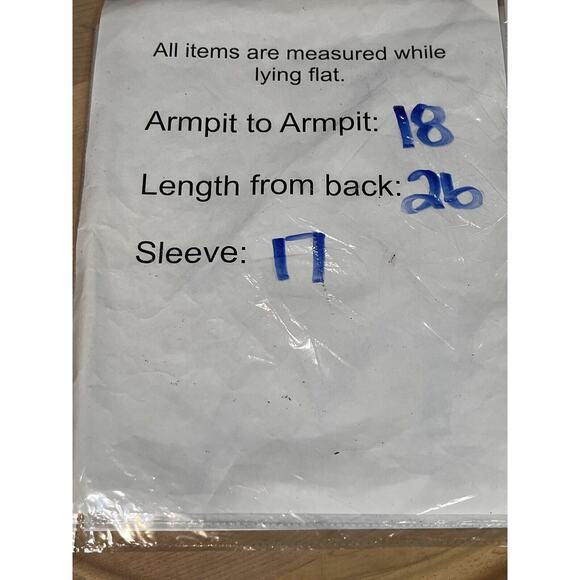 All items are measured while
lying flat.
Armpit to Armpit: 18
Length from back: 26
Sleeve: 17